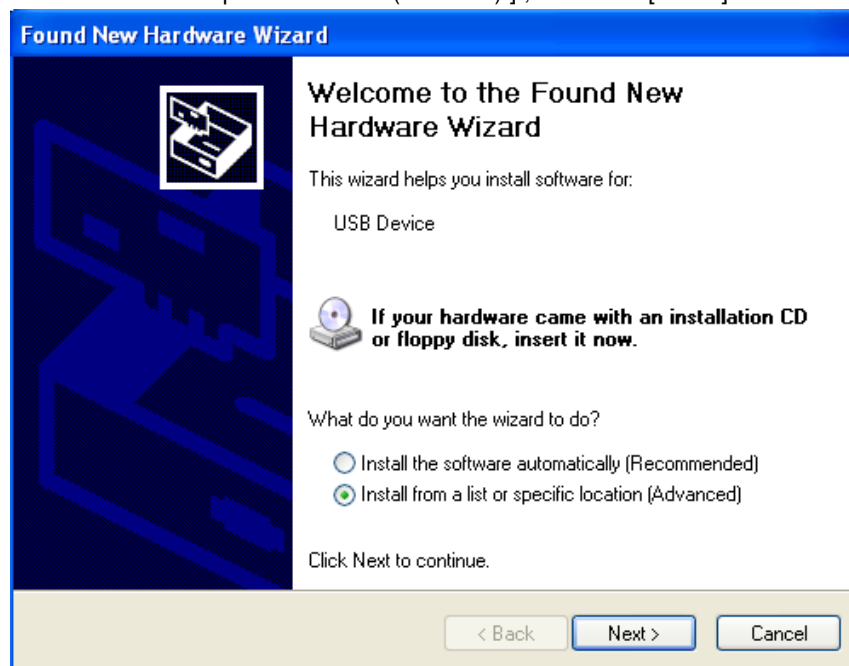 Found New Hardware Wizard
Welcome to the Found New
Hardware Wizard
This wizard helps you install software for:
USB Device
If your hardware came with an installation CD
or floppy disk, insert it now.
What do you want the wizard to do?
Install the software automatically (Recommended)
Install from a list or specific location (Advanced)
Click Next to continue.
< Back Next > Cancel